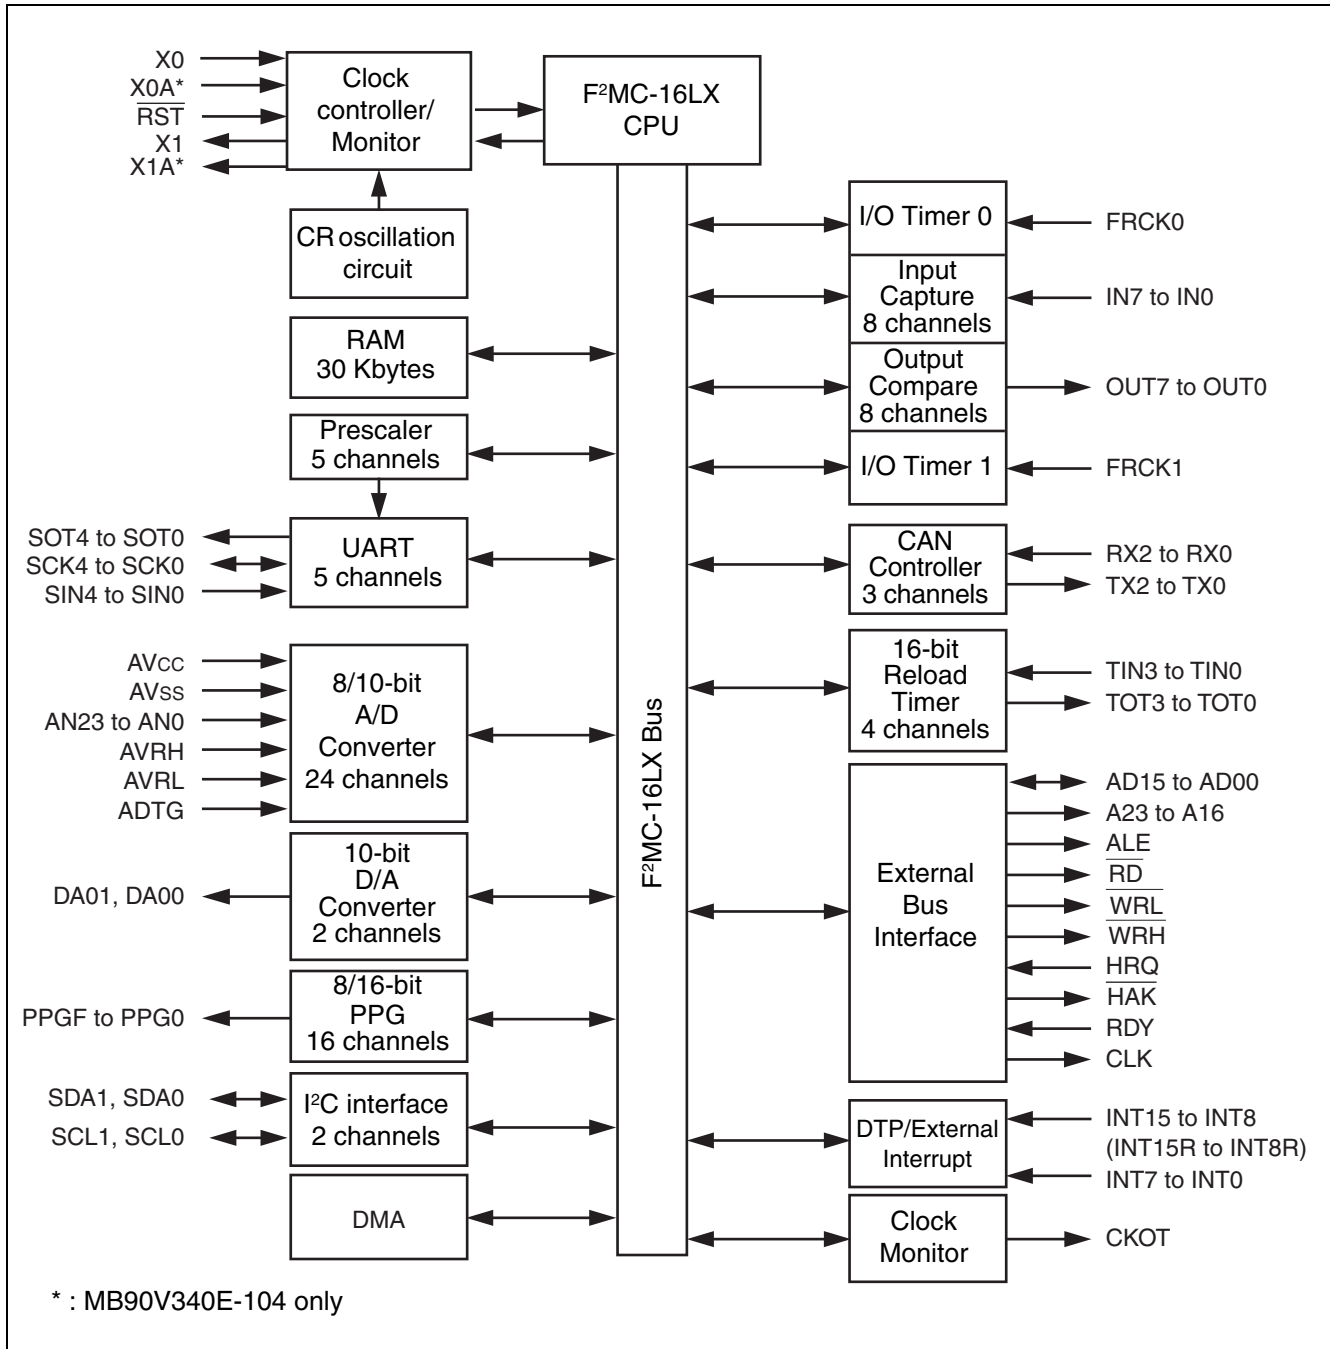 X0
X0A*
RST
X1
X1A*
Clock
controller/
Monitor
F²MC-16LX
CPU
CR oscillation
circuit
RAM
30 Kbytes
Prescaler
5 channels
SOT4 to SOT0
SCK4 to SCK0
SIN4 to SIN0
UART
5 channels
AVCC
AVSS
AN23 to AN0
AVRH
AVRL
ADTG
8/10-bit
A/D
Converter
24 channels
DA01, DA00
10-bit
D/A
Converter
2 channels
PPGF to PPG0
8/16-bit
PPG
16 channels
SDA1, SDA0
SCL1, SCL0
I²C interface
2 channels
DMA
F²MC-16LX Bus
I/O Timer 0
FRCK0
Input
Capture
8 channels
IN7 to IN0
Output
Compare
8 channels
OUT7 to OUT0
I/O Timer 1
FRCK1
CAN
Controller
3 channels
RX2 to RX0
TX2 to TX0
16-bit
Reload
Timer
4 channels
TIN3 to TIN0
TOT3 to TOT0
External
Bus
Interface
AD15 to AD00
A23 to A16
ALE
RD
WRL
WRH
HRQ
HAK
RDY
CLK
DTP/External
Interrupt
INT15 to INT8
(INT15R to INT8R)
INT7 to INT0
Clock
Monitor
CKOT
* : MB90V340E-104 only